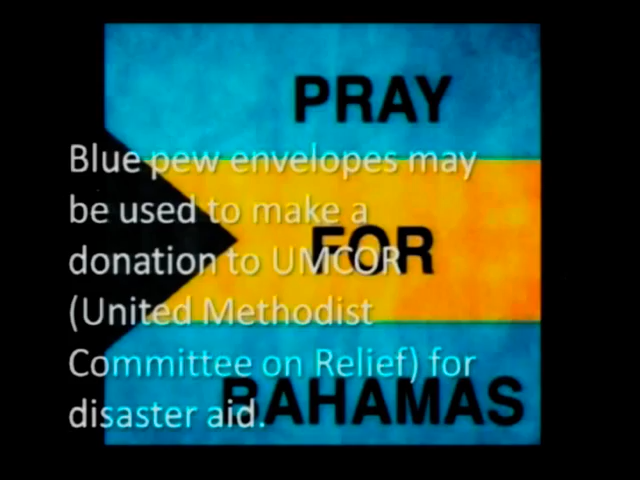 PRAY
FOR
BAHAMAS
Blue pew envelopes may
be used to make a
donation to UMCOR
(United Methodist
Committee on Relief) for
disaster aid.